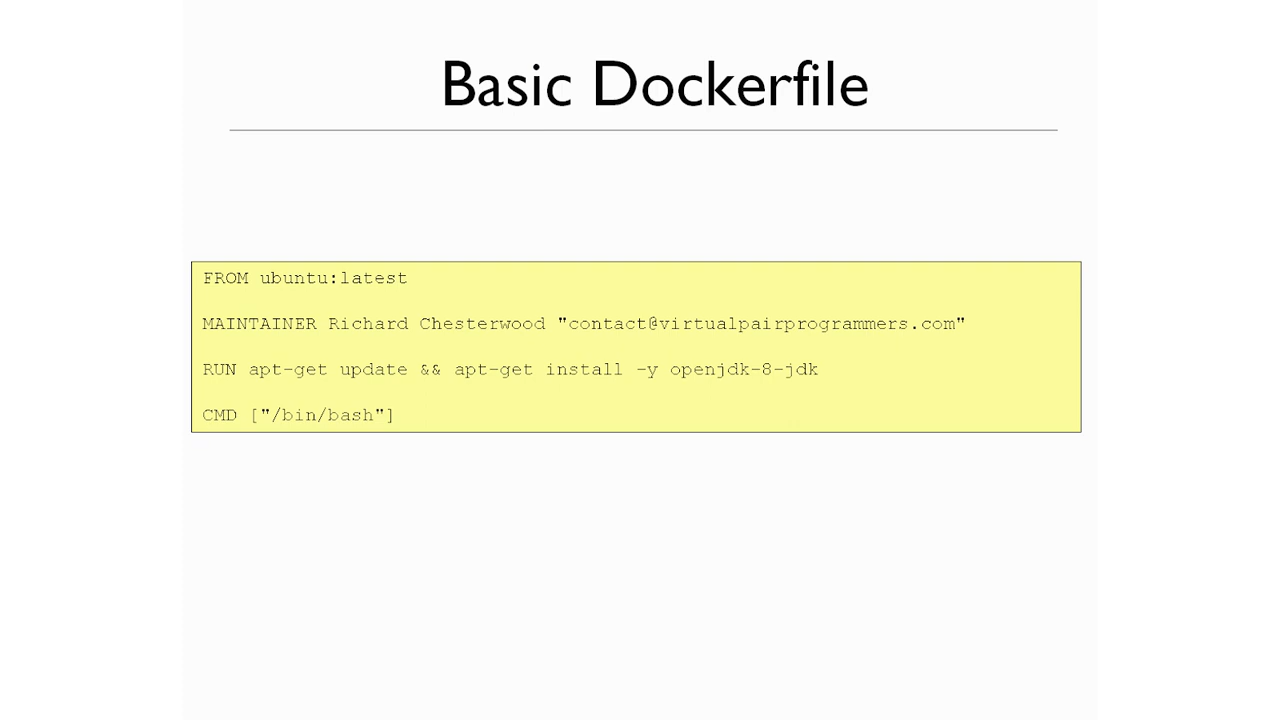 Basic Dockerfile
FROM ubuntu:latest
MAINTAINER Richard Chesterwood "contact@virtualpairprogrammers.com"
RUN apt-get update && apt-get install -y openjdk-8-jdk
CMD ["/bin/bash"]